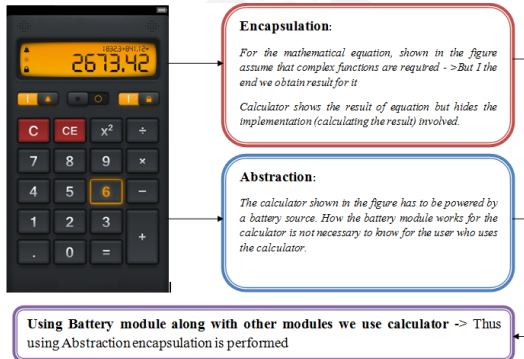 1832.3+841.12=
2673.42
C CE x² ÷
7 8 9 ×
4 5 6 −
1 2 3 +
. 0 =
Encapsulation:
For the mathematical equation, shown in the figure
assume that complex functions are required - >But I the
end we obtain result for it
Calculator shows the result of equation but hides the
implementation (calculating the result) involved.
Abstraction:
The calculator shown in the figure has to be powered by
a battery source. How the battery module works for the
calculator is not necessary to know for the user who uses
the calculator.
Using Battery module along with other modules we use calculator -> Thus
using Abstraction encapsulation is performed